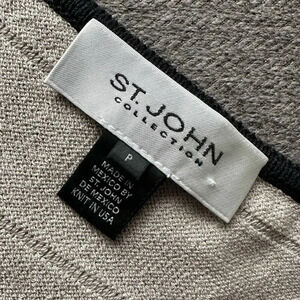 ST. JOHN
COLLECTION
P
MADE IN
MEXICO BY
ST. JOHN
DE MEXICO
KNIT IN USA